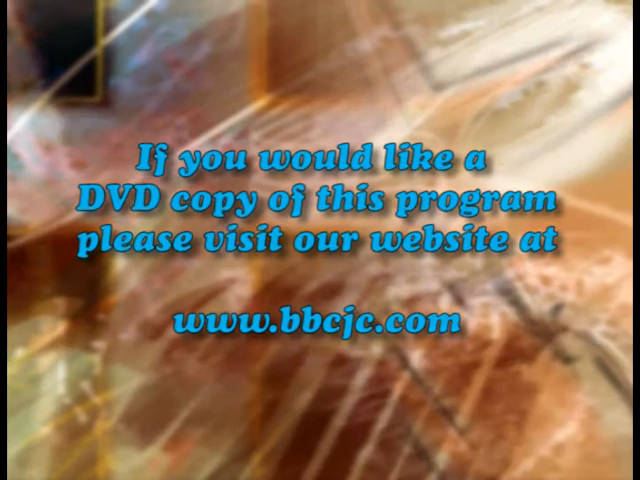 If you would like a
DVD copy of this program
please visit our website at
www.bbcjc.com